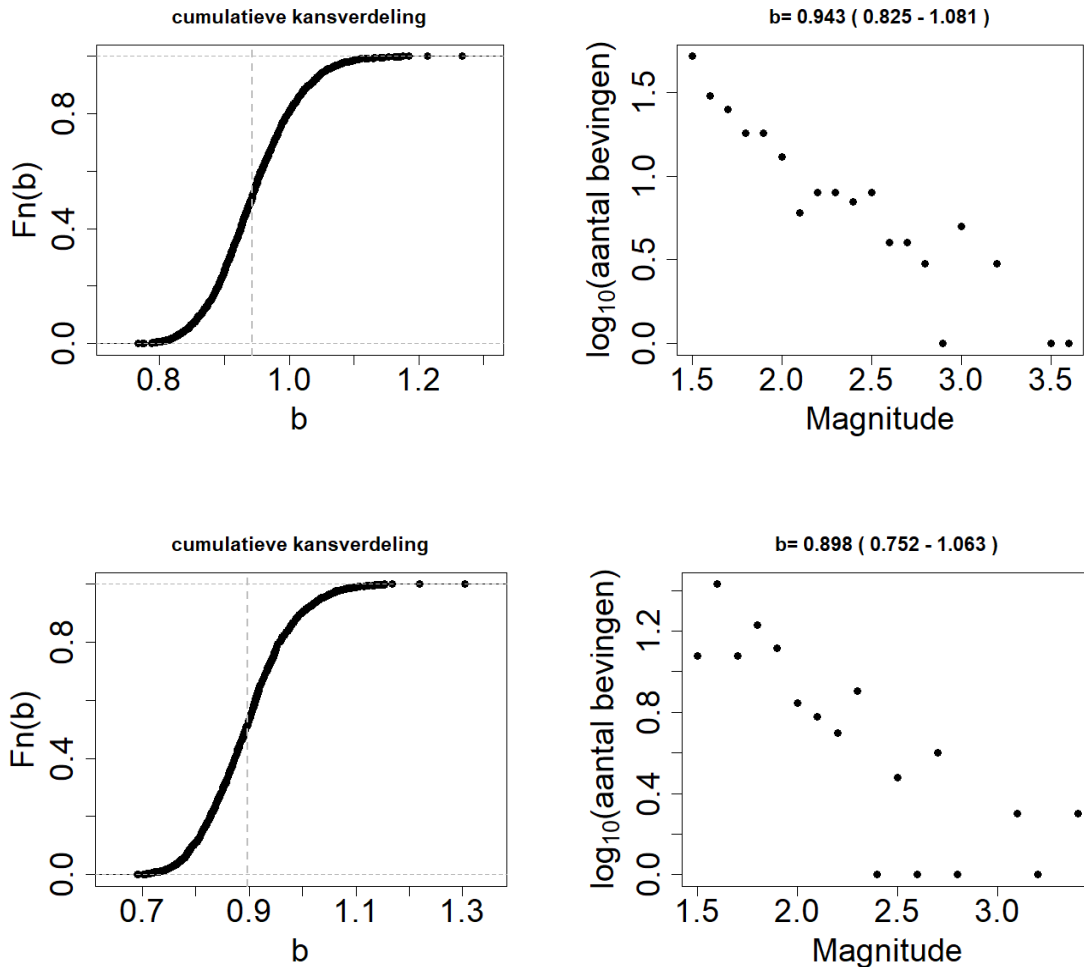 cumulatieve kansverdeling
Fn(b)
0.0 0.4 0.8
0.8 1.0 1.2
b
b= 0.943 ( 0.825 - 1.081 )
log10(aantal bevingen)
0.0 0.5 1.0 1.5
1.5 2.0 2.5 3.0 3.5
Magnitude
cumulatieve kansverdeling
Fn(b)
0.0 0.4 0.8
0.7 0.9 1.1 1.3
b
b= 0.898 ( 0.752 - 1.063 )
log10(aantal bevingen)
0.0 0.4 0.8 1.2
1.5 2.0 2.5 3.0
Magnitude